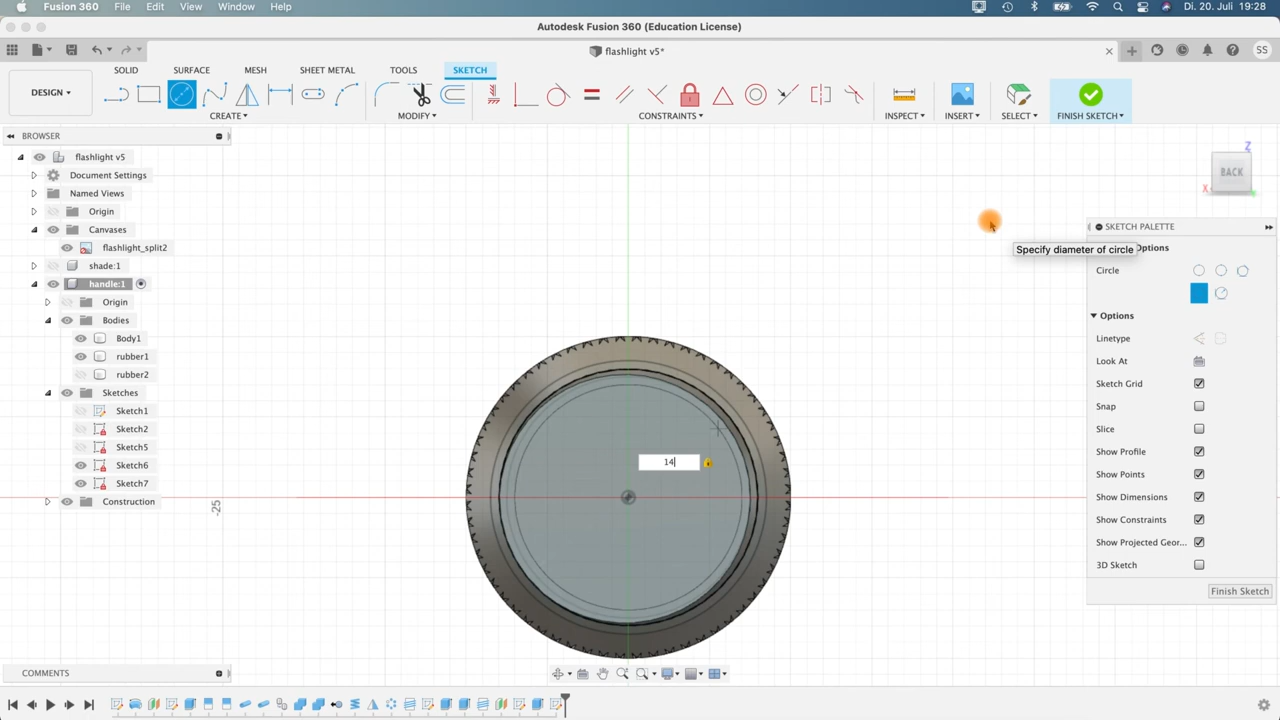 Fusion 360 File Edit View Window Help Di. 20. Juli 19:28
Autodesk Fusion 360 (Education License)
flashlight v5*
SS
SOLID SURFACE MESH SHEET METAL TOOLS SKETCH
DESIGN
CREATE MODIFY CONSTRAINTS INSPECT INSERT SELECT FINISH SKETCH
BROWSER
flashlight v5
Document Settings
Named Views
Origin
Canvases
flashlight_split2
shade:1
handle:1
Origin
Bodies
Body1
rubber1
rubber2
Sketches
Sketch1
Sketch2
Sketch5
Sketch6
Sketch7
Construction
-25
14
Z
BACK
X
Specify diameter of circle
SKETCH PALETTE
Options
Circle
Options
Linetype
Look At
Sketch Grid
Snap
Slice
Show Profile
Show Points
Show Dimensions
Show Constraints
Show Projected Geor...
3D Sketch
Finish Sketch
COMMENTS